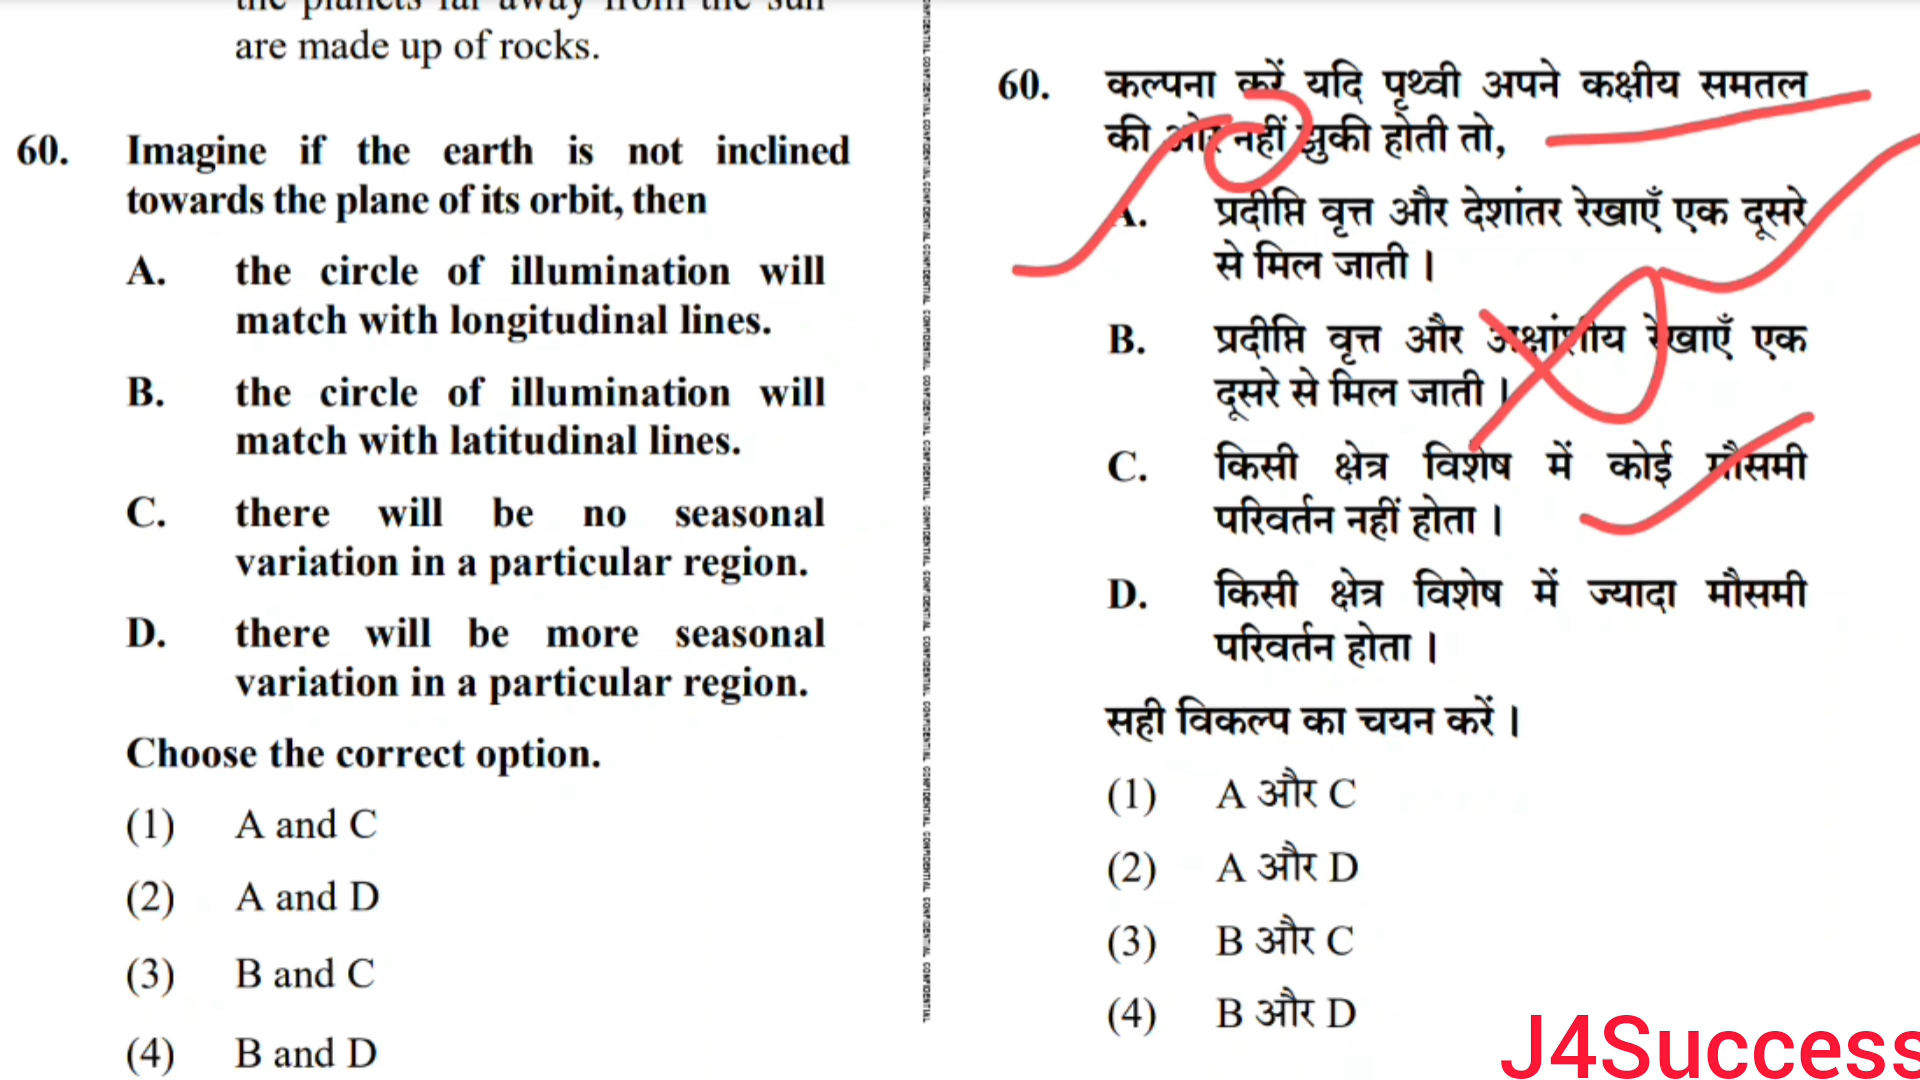 are made up of rocks.
60. Imagine if the earth is not inclined
towards the plane of its orbit, then
A. the circle of illumination will
match with longitudinal lines.
B. the circle of illumination will
match with latitudinal lines.
C. there will be no seasonal
variation in a particular region.
D. there will be more seasonal
variation in a particular region.
Choose the correct option.
(1) A and C
(2) A and D
(3) B and C
(4) B and D
60. कल्पना करें यदि पृथ्वी अपने कक्षीय समतल
की ओर नहीं झुकी होती तो,
A. प्रदीप्ति वृत्त और देशांतर रेखाएँ एक दूसरे
से मिल जाती ।
B. प्रदीप्ति वृत्त और अक्षांशीय रेखाएँ एक
दूसरे से मिल जाती ।
C. किसी क्षेत्र विशेष में कोई मौसमी
परिवर्तन नहीं होता ।
D. किसी क्षेत्र विशेष में ज्यादा मौसमी
परिवर्तन होता ।
सही विकल्प का चयन करें ।
(1) A और C
(2) A और D
(3) B और C
(4) B और D
J4Success